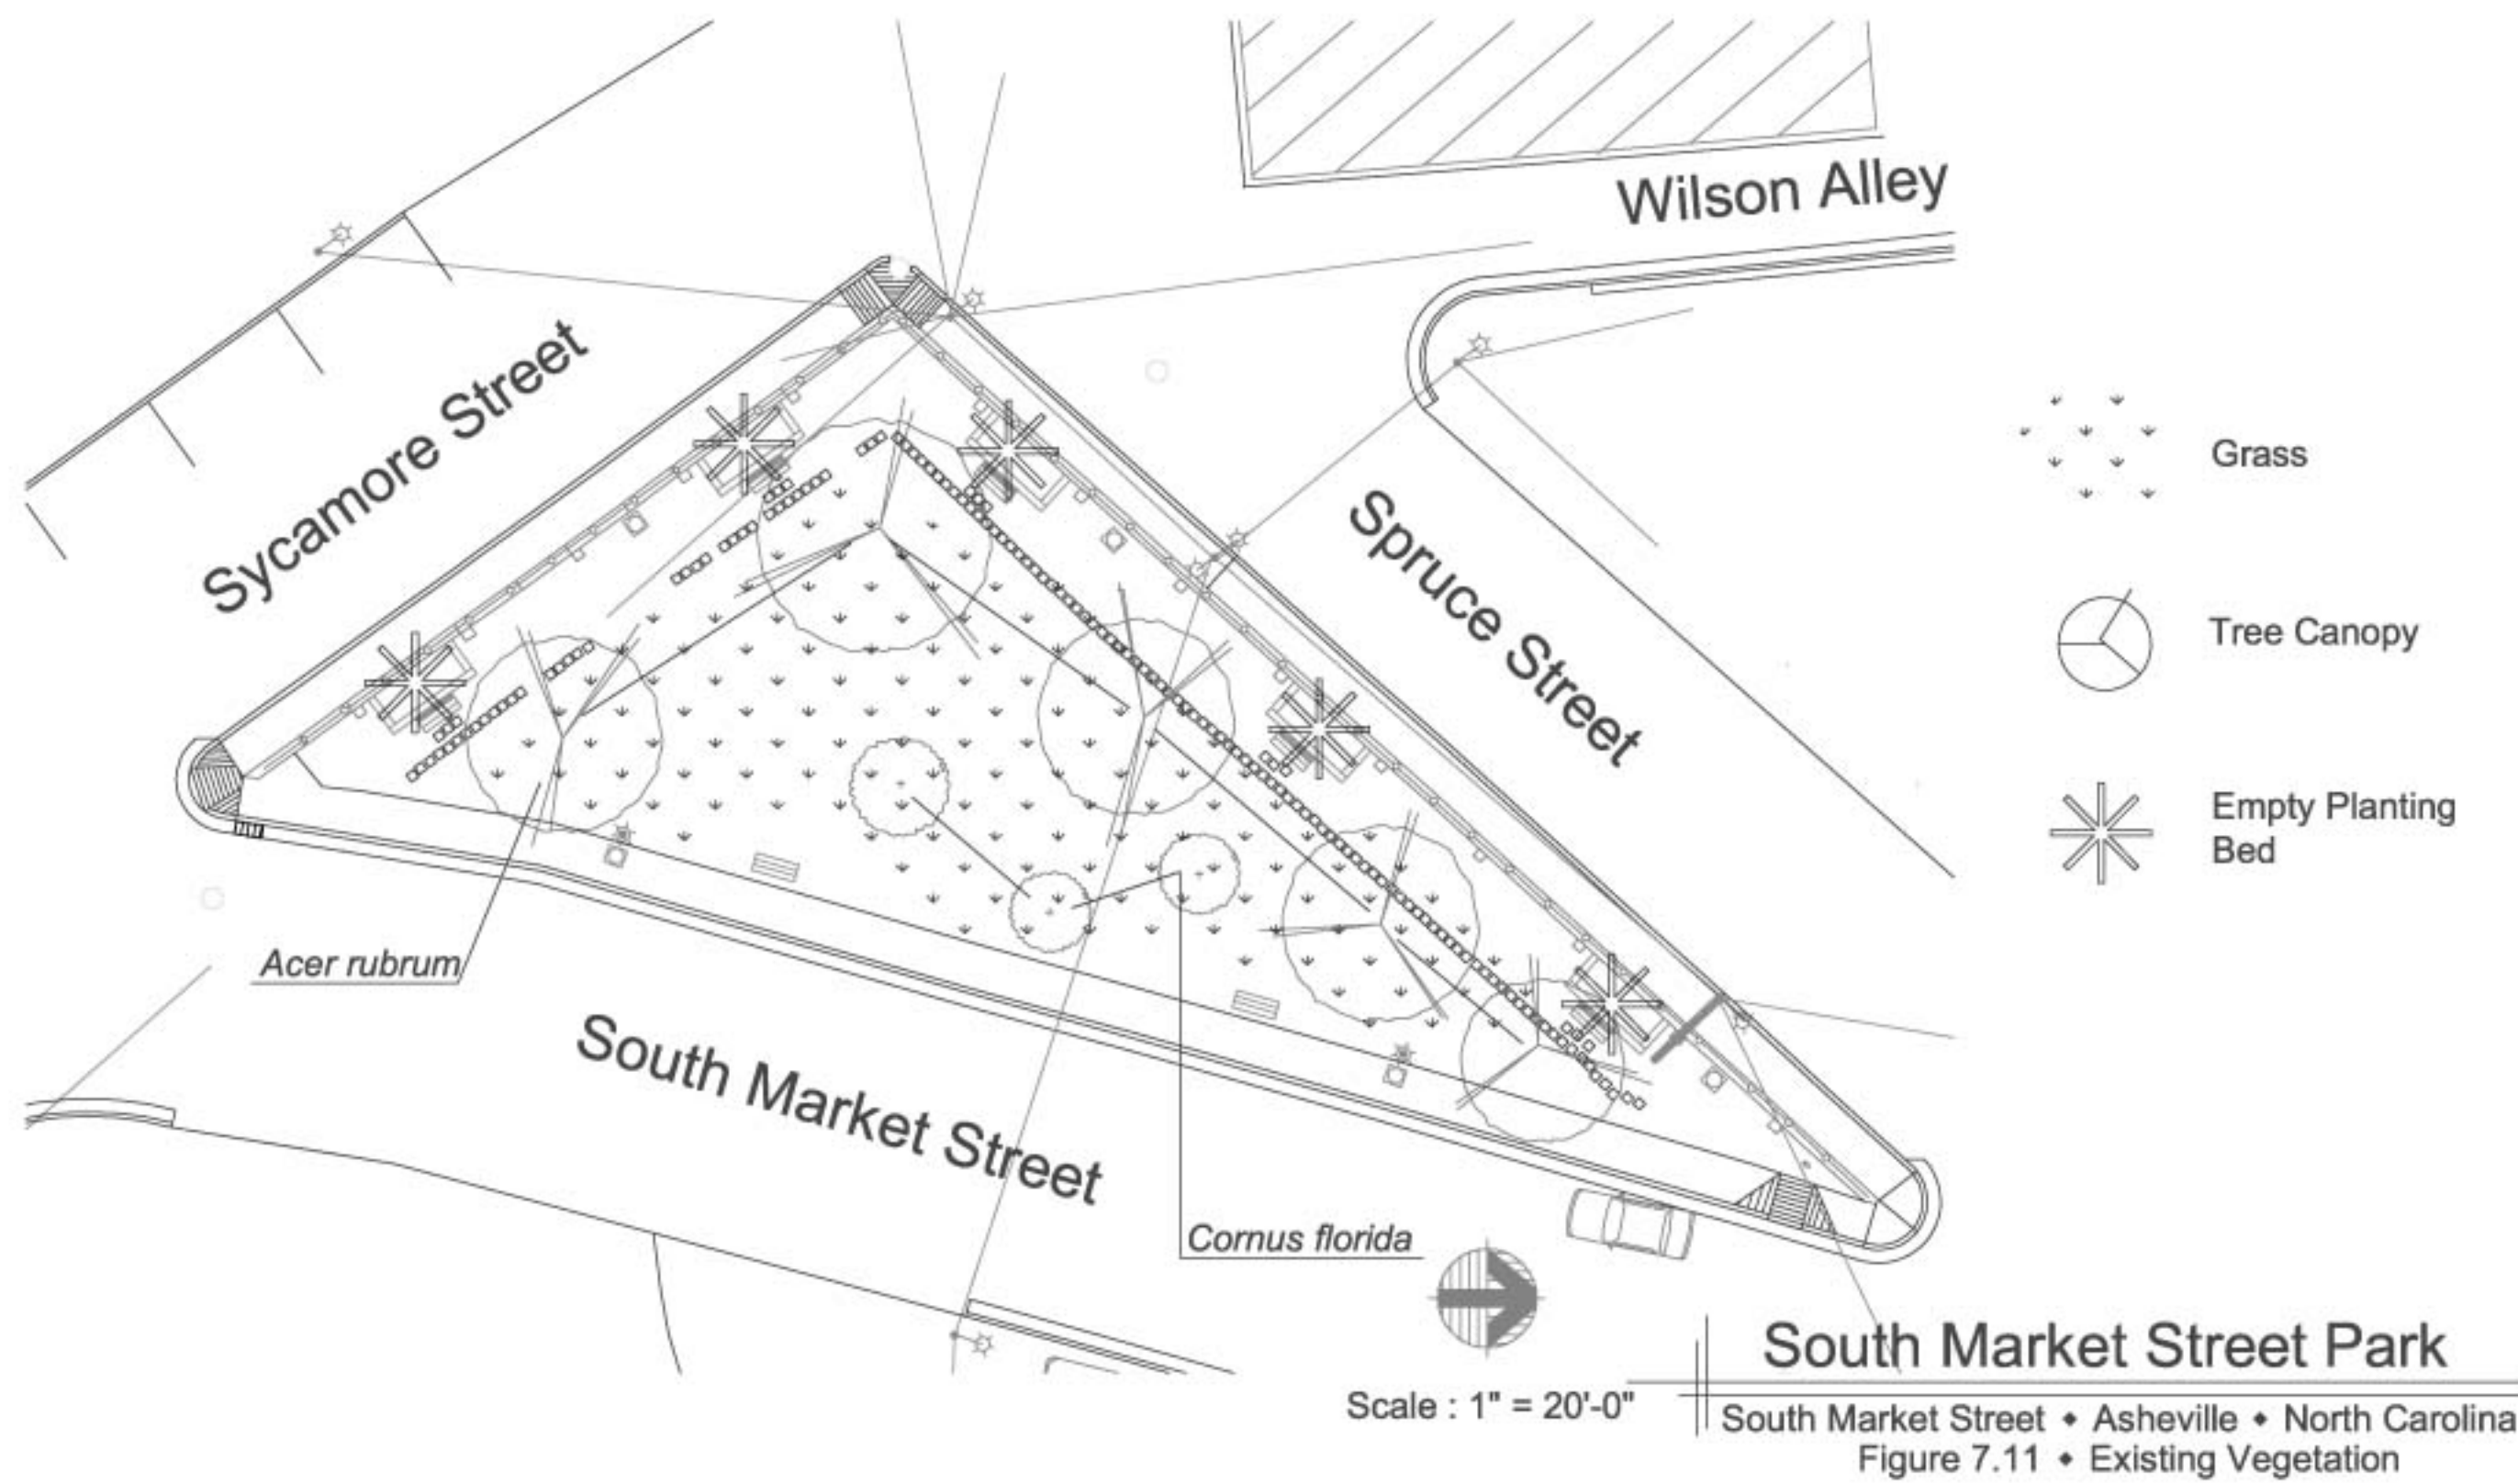 Wilson Alley
Sycamore Street
Spruce Street
Grass
Tree Canopy
Empty Planting
Bed
Acer rubrum
South Market Street
Cornus florida
Scale : 1" = 20'-0"
South Market Street Park
South Market Street ♦ Asheville ♦ North Carolina
Figure 7.11 ♦ Existing Vegetation